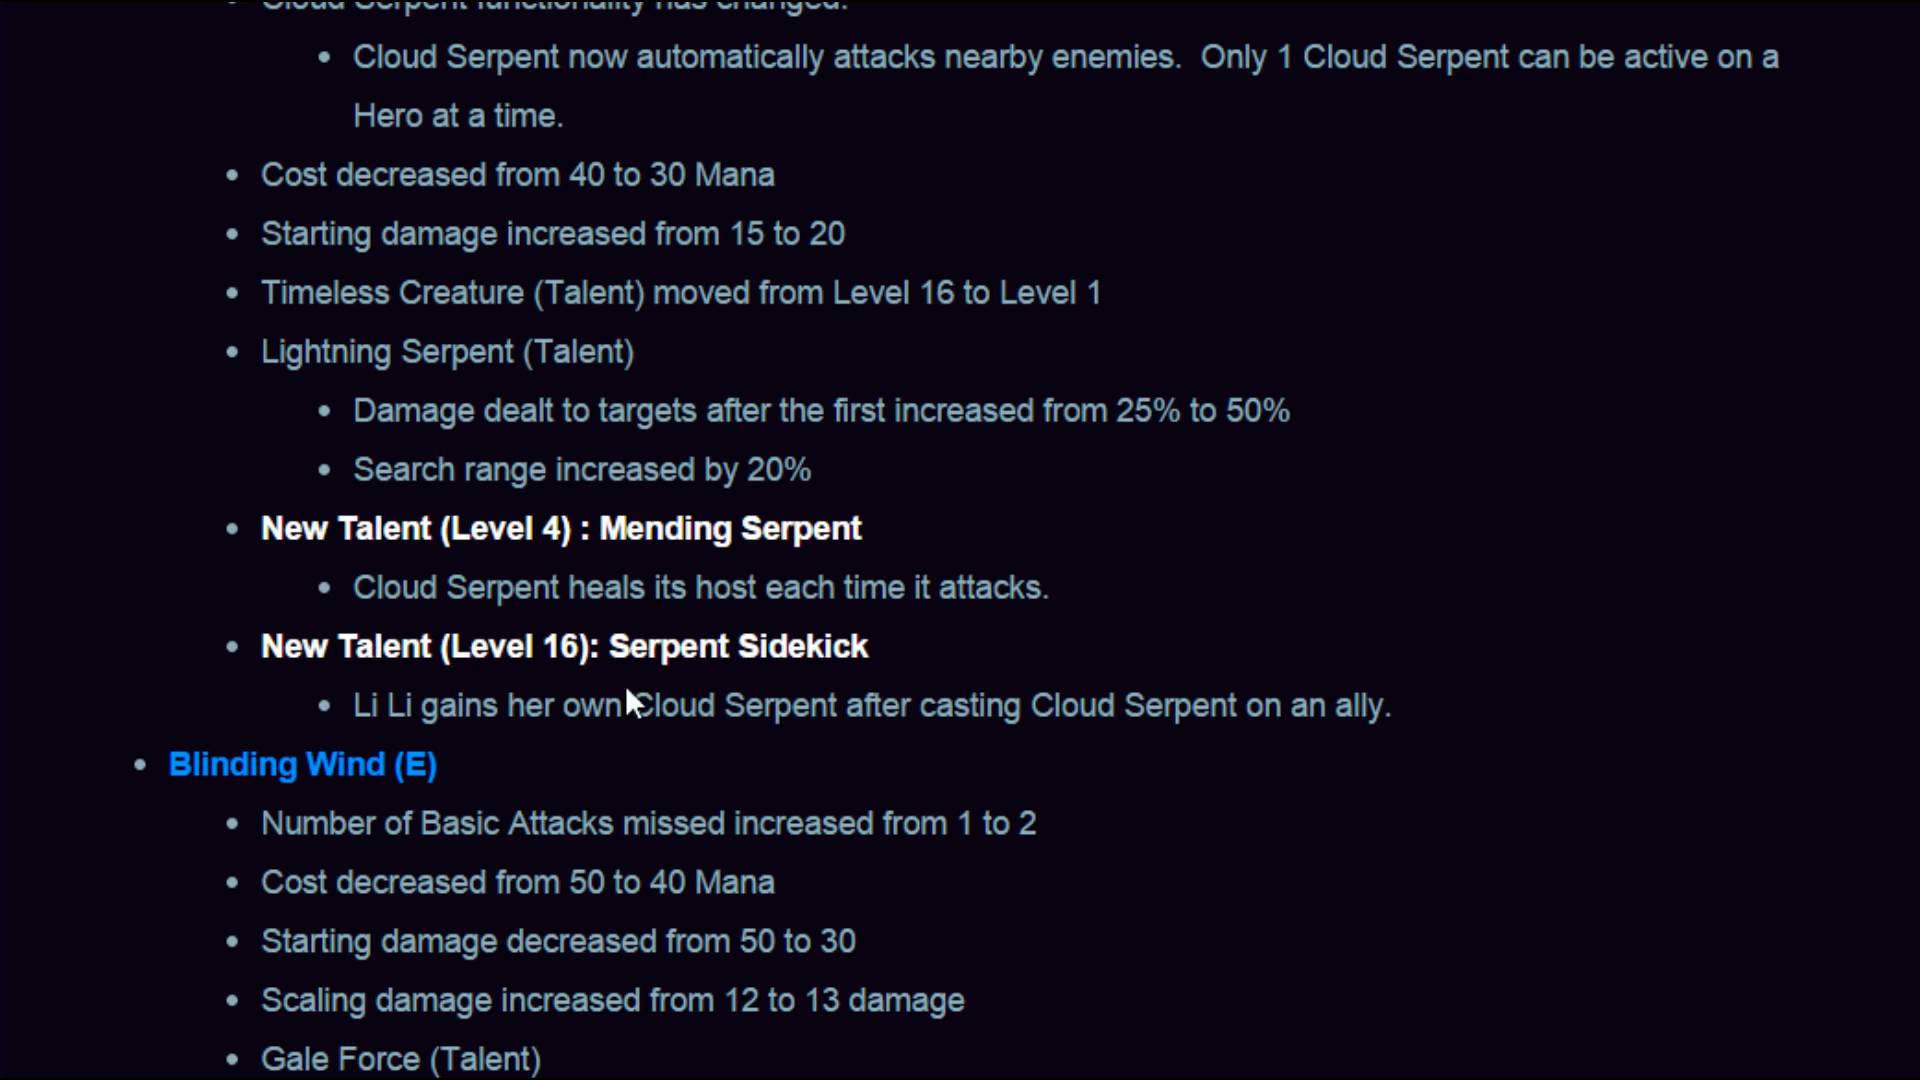 Cloud Serpent functionality has changed.
Cloud Serpent now automatically attacks nearby enemies.  Only 1 Cloud Serpent can be active on a
Hero at a time.
Cost decreased from 40 to 30 Mana
Starting damage increased from 15 to 20
Timeless Creature (Talent) moved from Level 16 to Level 1
Lightning Serpent (Talent)
Damage dealt to targets after the first increased from 25% to 50%
Search range increased by 20%
New Talent (Level 4) : Mending Serpent
Cloud Serpent heals its host each time it attacks.
New Talent (Level 16): Serpent Sidekick
Li Li gains her own Cloud Serpent after casting Cloud Serpent on an ally.
Blinding Wind (E)
Number of Basic Attacks missed increased from 1 to 2
Cost decreased from 50 to 40 Mana
Starting damage decreased from 50 to 30
Scaling damage increased from 12 to 13 damage
Gale Force (Talent)